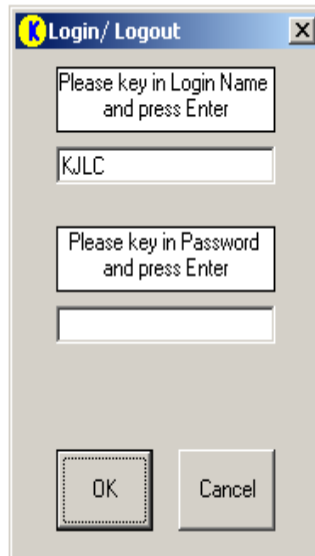 K Login/ Logout
Please key in Login Name
and press Enter
KJLC
Please key in Password
and press Enter
OK Cancel